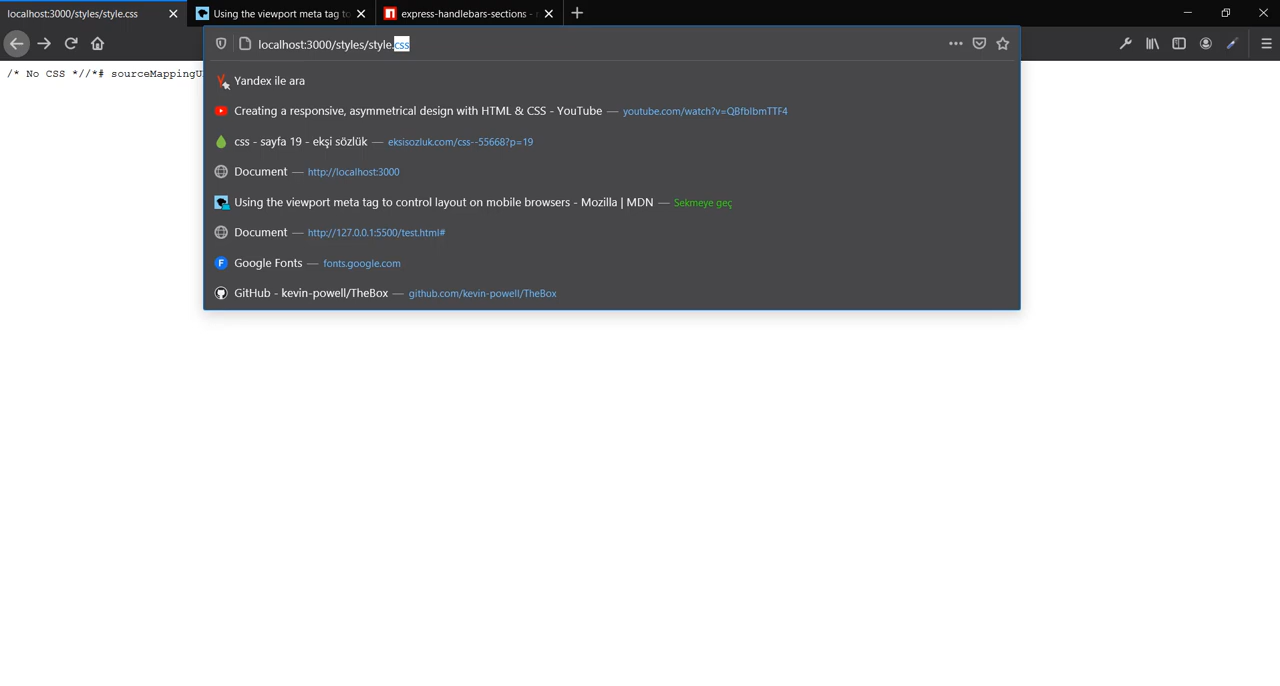 localhost:3000/styles/style.css
Using the viewport meta tag to
express-handlebars-sections -
localhost:3000/styles/style.css
/* No CSS *//*# sourceMappingU
Yandex ile ara
Creating a responsive, asymmetrical design with HTML & CSS - YouTube — youtube.com/watch?v=QBfbIbmTTF4
css - sayfa 19 - ekşi sözlük — eksisozluk.com/css--55668?p=19
Document — http://localhost:3000
Using the viewport meta tag to control layout on mobile browsers - Mozilla | MDN — Sekmeye geç
Document — http://127.0.0.1:5500/test.html#
F Google Fonts — fonts.google.com
GitHub - kevin-powell/TheBox — github.com/kevin-powell/TheBox